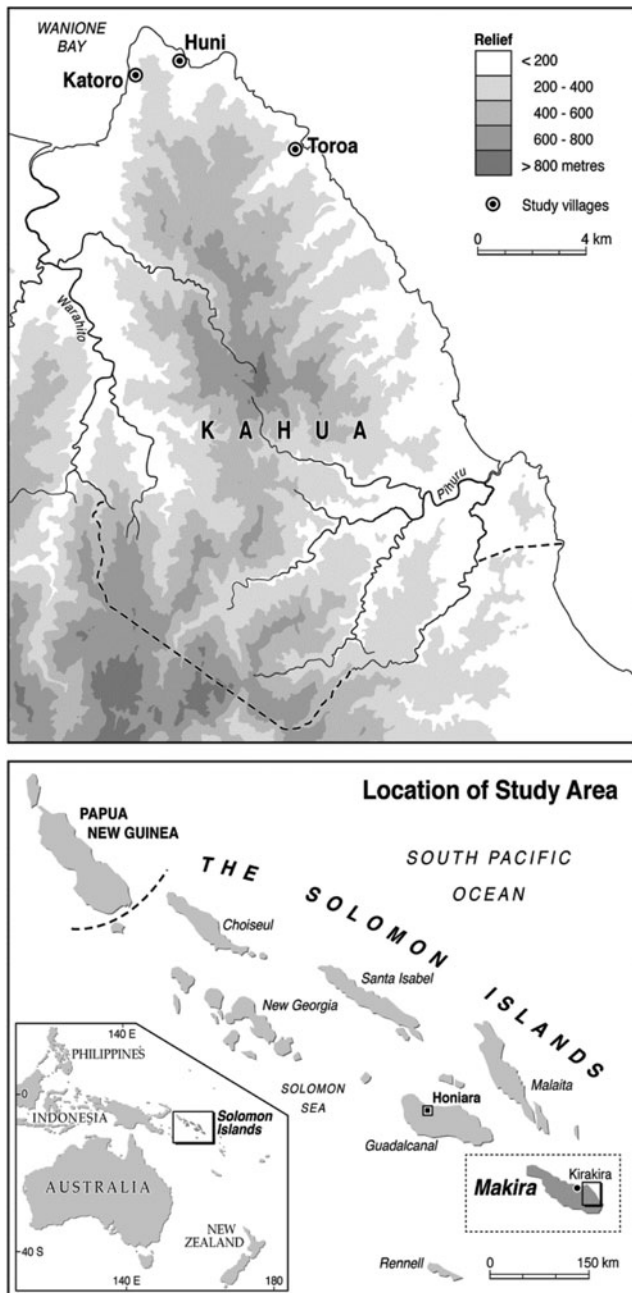 WANIONE
BAY
Huni
Katoro
Toroa
Relief
< 200
200 - 400
400 - 600
600 - 800
> 800 metres
Study villages
0 4 km
Warahito
KAHUA
Pihuru
Location of Study Area
PAPUA
NEW GUINEA
THE SOLOMON ISLANDS
SOUTH PACIFIC
OCEAN
Choiseul
Santa Isabel
New Georgia
Malaita
SOLOMON
SEA
Honiara
Guadalcanal
Makira
Kirakira
Rennell
0 150 km
140 E
PHILIPPINES
0
INDONESIA
Solomon
Islands
AUSTRALIA
NEW
ZEALAND
40 S
140 E
180